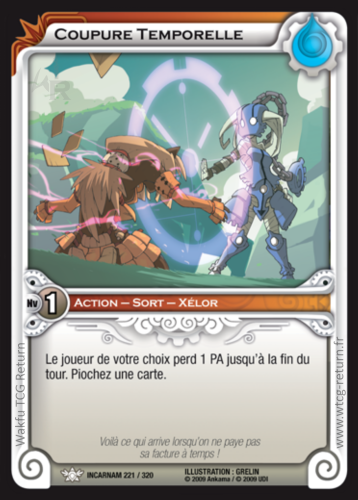 Coupure Temporelle
Nv 1
Action – Sort – Xélor
Le joueur de votre choix perd 1 PA jusqu'à la fin du
tour. Piochez une carte.
Voilà ce qui arrive lorsqu'on ne paye pas
sa facture à temps !
INCARNAM 221 / 320
ILLUSTRATION : GRELIN
© 2009 Ankama / © 2009 UDI
Wakfu TCG Return
www.wtcg-return.fr